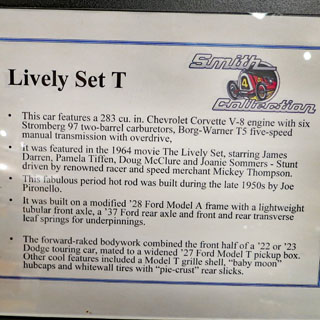 Smith
4
Collection
Lively Set T
• This car features a 283 cu. in. Chevrolet Corvette V-8 engine with six
Stromberg 97 two-barrel carburetors, Borg-Warner T5 five-speed
manual transmission with overdrive,
• It was featured in the 1964 movie The Lively Set, starring James
Darren, Pamela Tiffen, Doug McClure and Joanie Sommers - Stunt
driven by renowned racer and speed merchant Mickey Thompson.
• This fabulous period hot rod was built during the late 1950s by Joe
Pironello.
• It was built on a modified '28 Ford Model A frame with a lightweight
tubular front axle, a '37 Ford rear axle and front and rear transverse
leaf springs for underpinnings.
• The forward-raked bodywork combined the front half of a '22 or '23
Dodge touring car, mated to a widened '27 Ford Model T pickup box.
Other cool features included a Model T grille shell, "baby moon"
hubcaps and whitewall tires with "pie-crust" rear slicks.